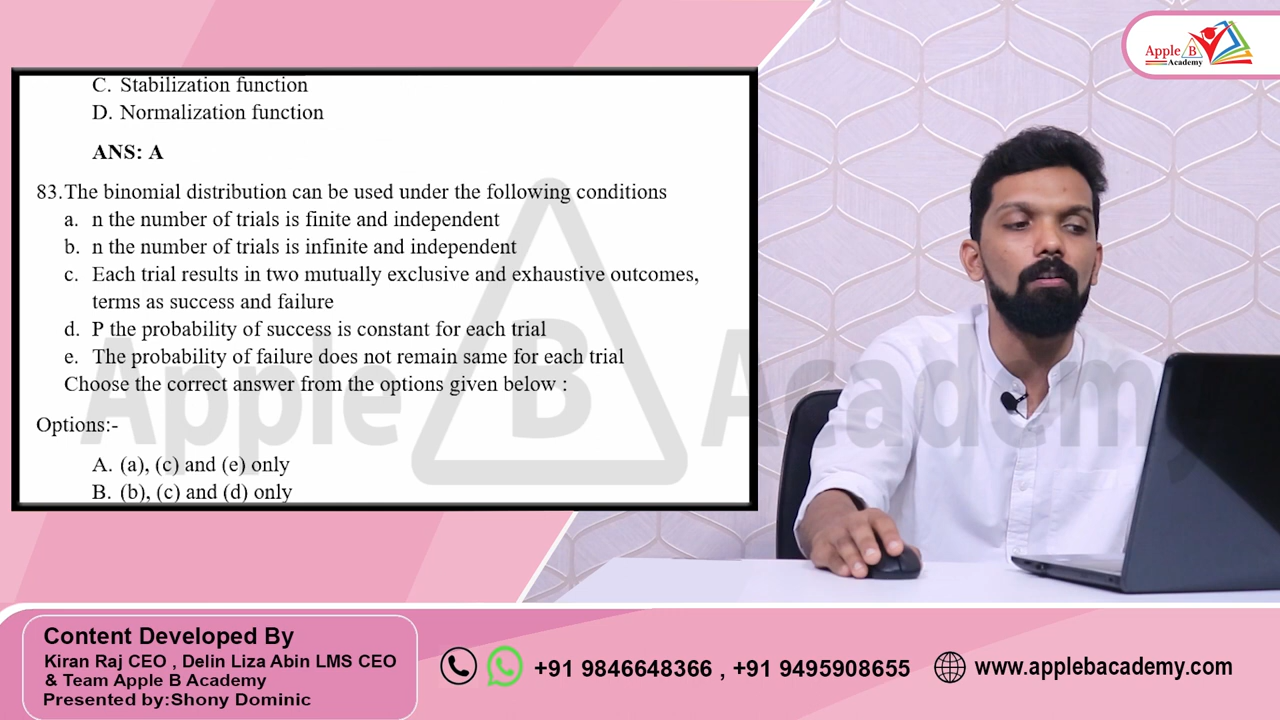 Apple B
Academy
C. Stabilization function
D. Normalization function
ANS: A
83.The binomial distribution can be used under the following conditions
a. n the number of trials is finite and independent
b. n the number of trials is infinite and independent
c. Each trial results in two mutually exclusive and exhaustive outcomes,
terms as success and failure
d. P the probability of success is constant for each trial
e. The probability of failure does not remain same for each trial
Choose the correct answer from the options given below :
Options:-
A. (a), (c) and (e) only
B. (b), (c) and (d) only
Apple B Academy
Content Developed By
Kiran Raj CEO , Delin Liza Abin LMS CEO
& Team Apple B Academy
Presented by:Shony Dominic
+91 9846648366 , +91 9495908655
www.applebacademy.com